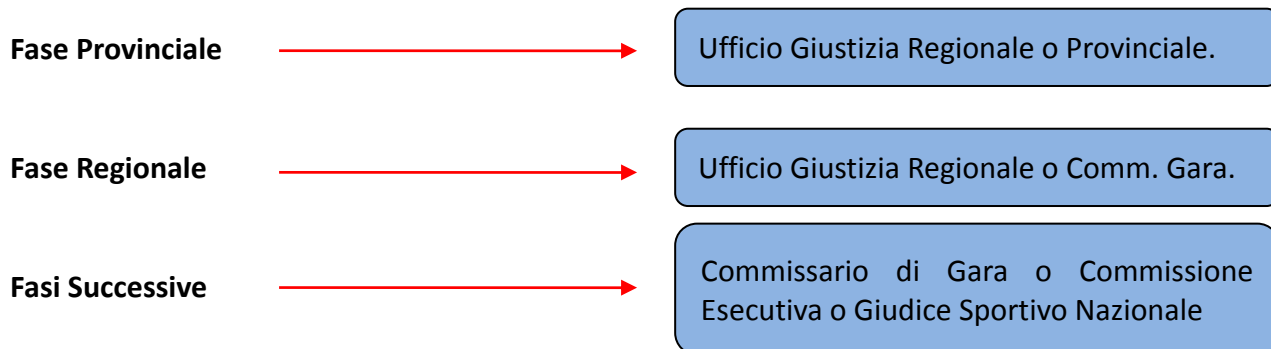 Fase Provinciale
Ufficio Giustizia Regionale o Provinciale.
Fase Regionale
Ufficio Giustizia Regionale o Comm. Gara.
Fasi Successive
Commissario di Gara o Commissione
Esecutiva o Giudice Sportivo Nazionale